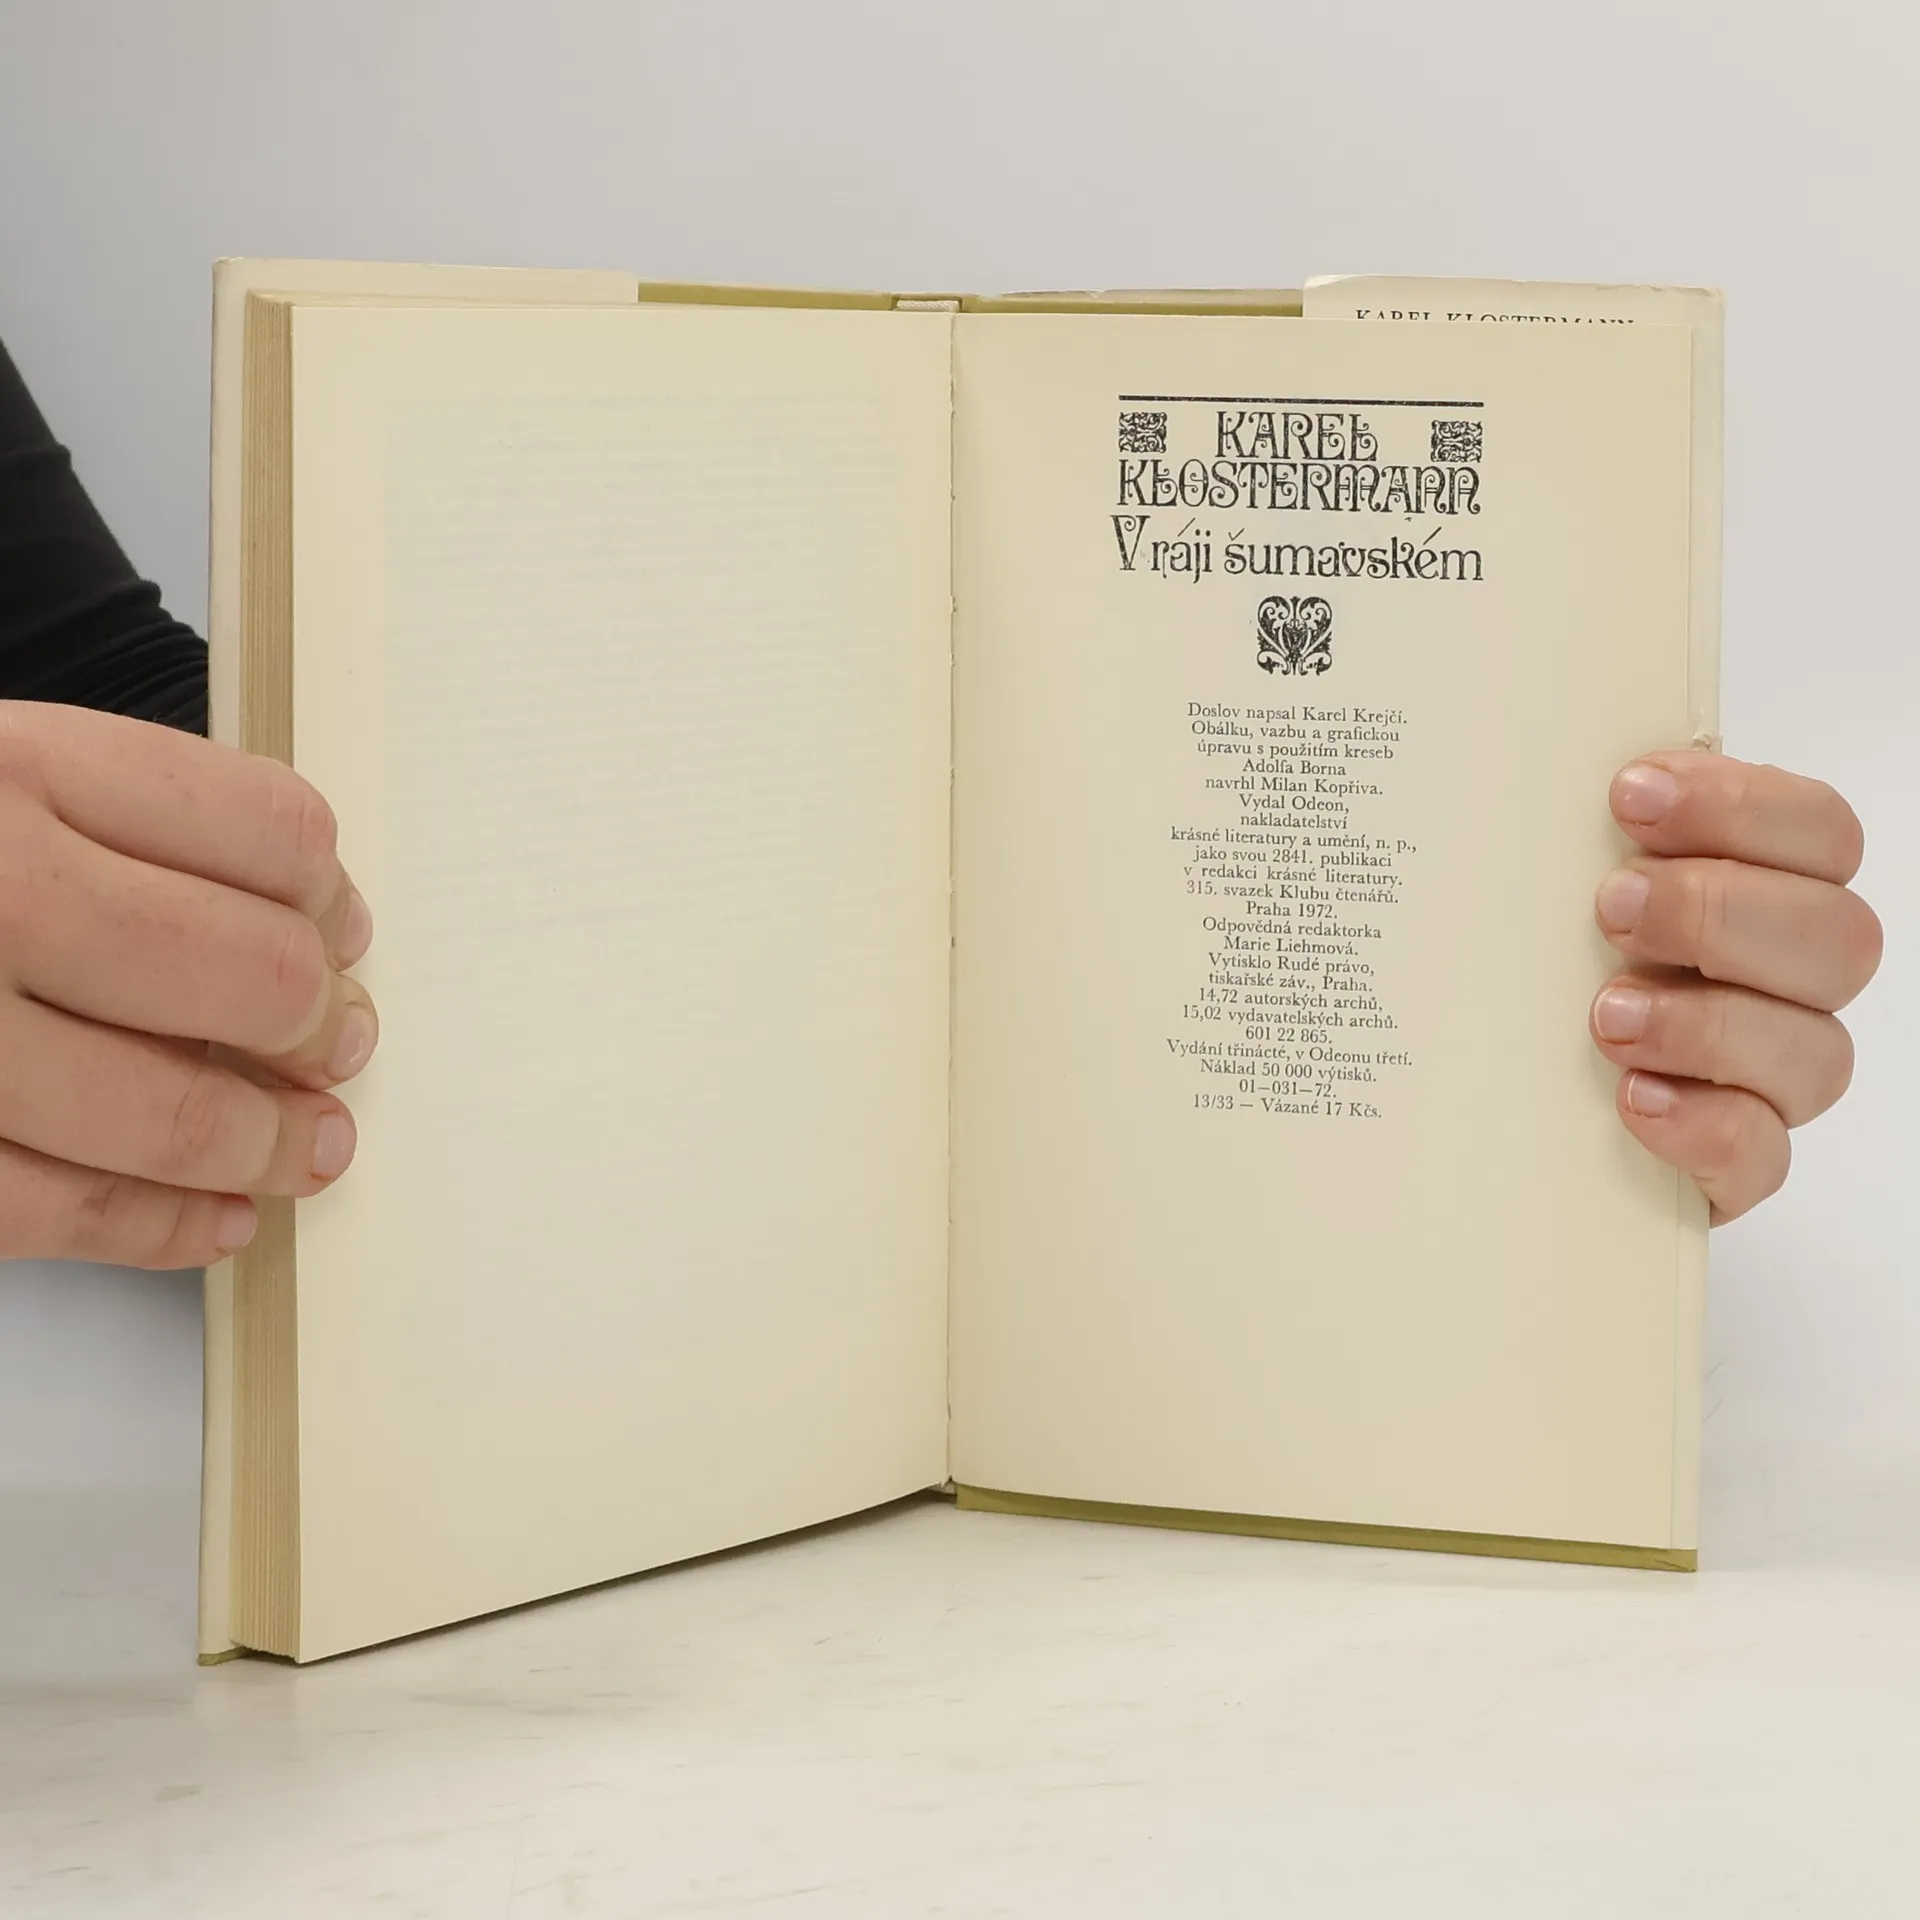 KAREL KLOSTERMANN
KAREL
KLOSTERMANN
V ráji šumavském
Doslov napsal Karel Krejčí.
Obálku, vazbu a grafickou
úpravu s použitím kreseb
Adolfa Borna
navrhl Milan Kopřiva.
Vydal Odeon,
nakladatelství
krásné literatury a umění, n. p.,
jako svou 2841. publikaci
v redakci krásné literatury.
315. svazek Klubu čtenářů.
Praha 1972.
Odpovědná redaktorka
Marie Liehmová.
Vytisklo Rudé právo,
tiskařské záv., Praha.
14,72 autorských archů,
15,02 vydavatelských archů.
601 22 865.
Vydání třinácté, v Odeonu třetí.
Náklad 50 000 výtisků.
01—031—72.
13/33 — Vázané 17 Kčs.